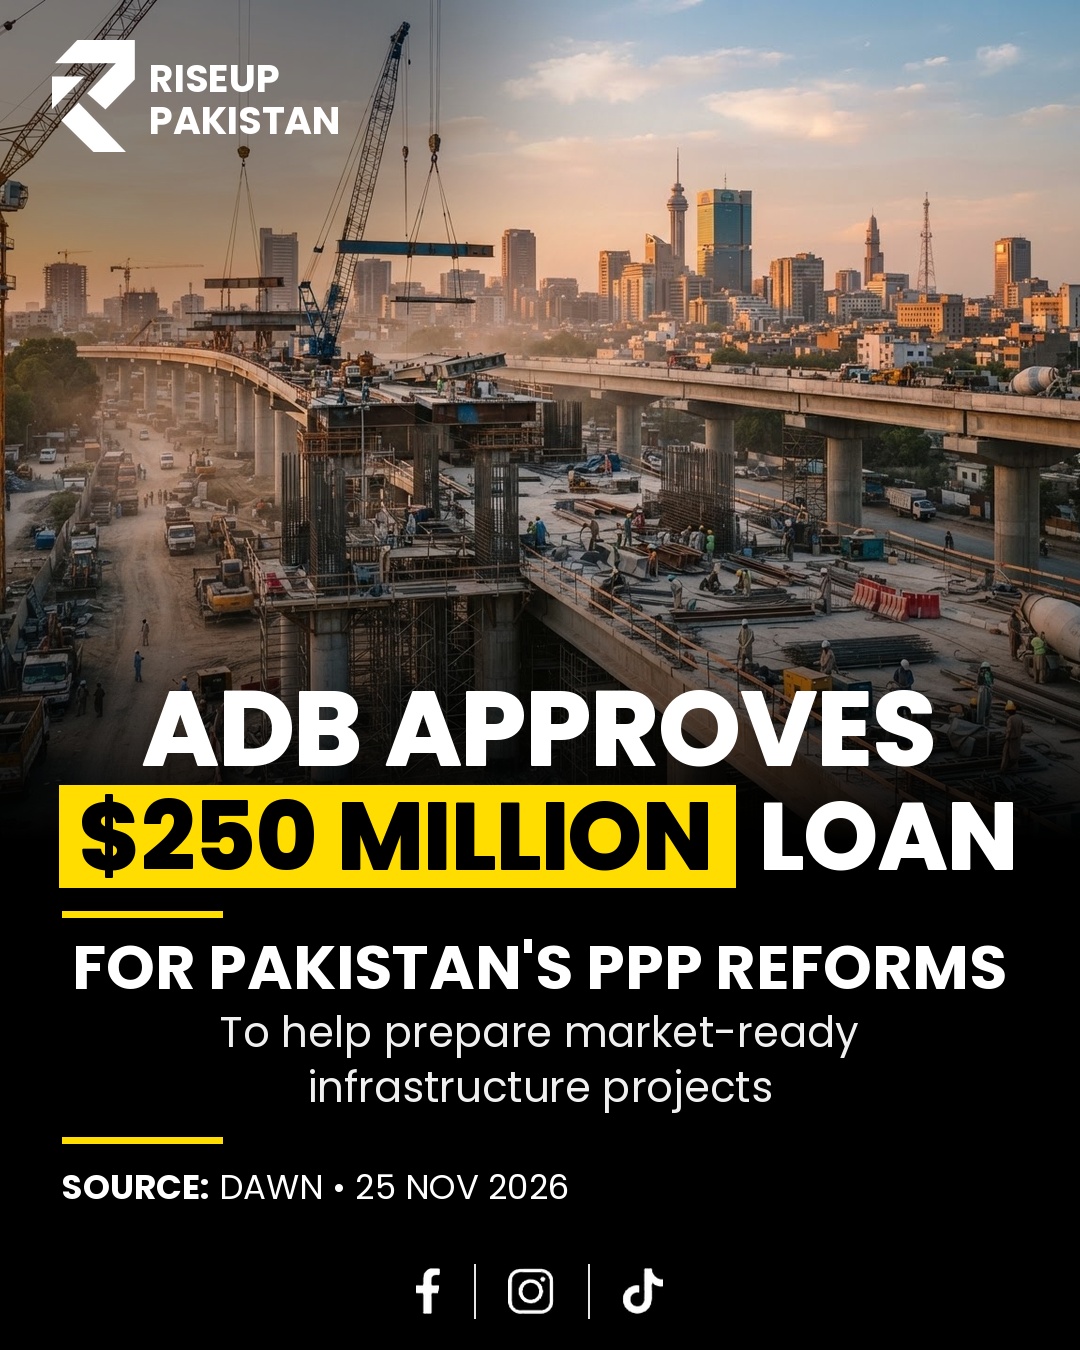 RISEUP
PAKISTAN
ADB APPROVES
$250 MILLION LOAN
FOR PAKISTAN'S PPP REFORMS
To help prepare market-ready
infrastructure projects
SOURCE: DAWN • 25 NOV 2026